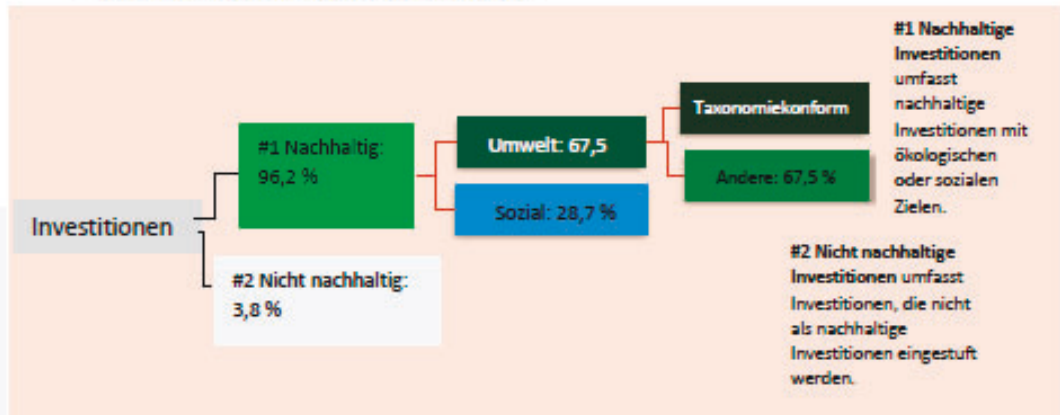 Investitionen
#1 Nachhaltig:
96,2 %
#2 Nicht nachhaltig:
3,8 %
Umwelt: 67,5
Sozial: 28,7 %
Taxonomiekonform
Andere: 67,5 %
#1 Nachhaltige
Investitionen
umfasst
nachhaltige
Investitionen mit
ökologischen
oder sozialen
Zielen.
#2 Nicht nachhaltige
Investitionen umfasst
Investitionen, die nicht
als nachhaltige
Investitionen eingestuft
werden.